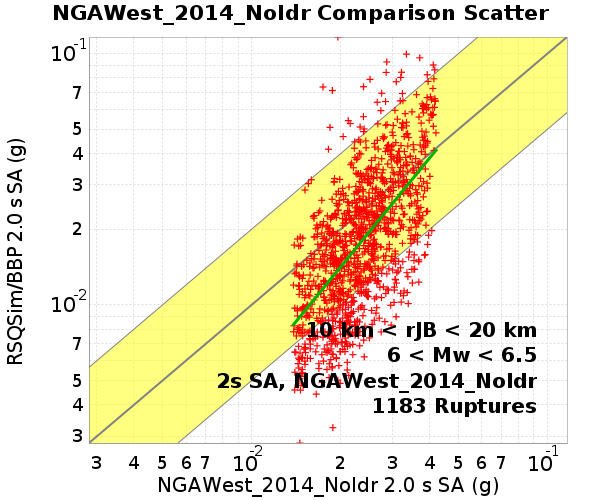 NGAWest_2014_NoIdr Comparison Scatter
RSQSim/BBP 2.0 s SA (g)
10^-1
7
5
4
3
2
10^-2
7
5
4
3
10 km < rJB < 20 km
6 < Mw < 6.5
2s SA, NGAWest_2014_NoIdr
1183 Ruptures
3 4 5 6 7 10^-2 2 3 4 5 6 7 10^-1
NGAWest_2014_NoIdr 2.0 s SA (g)